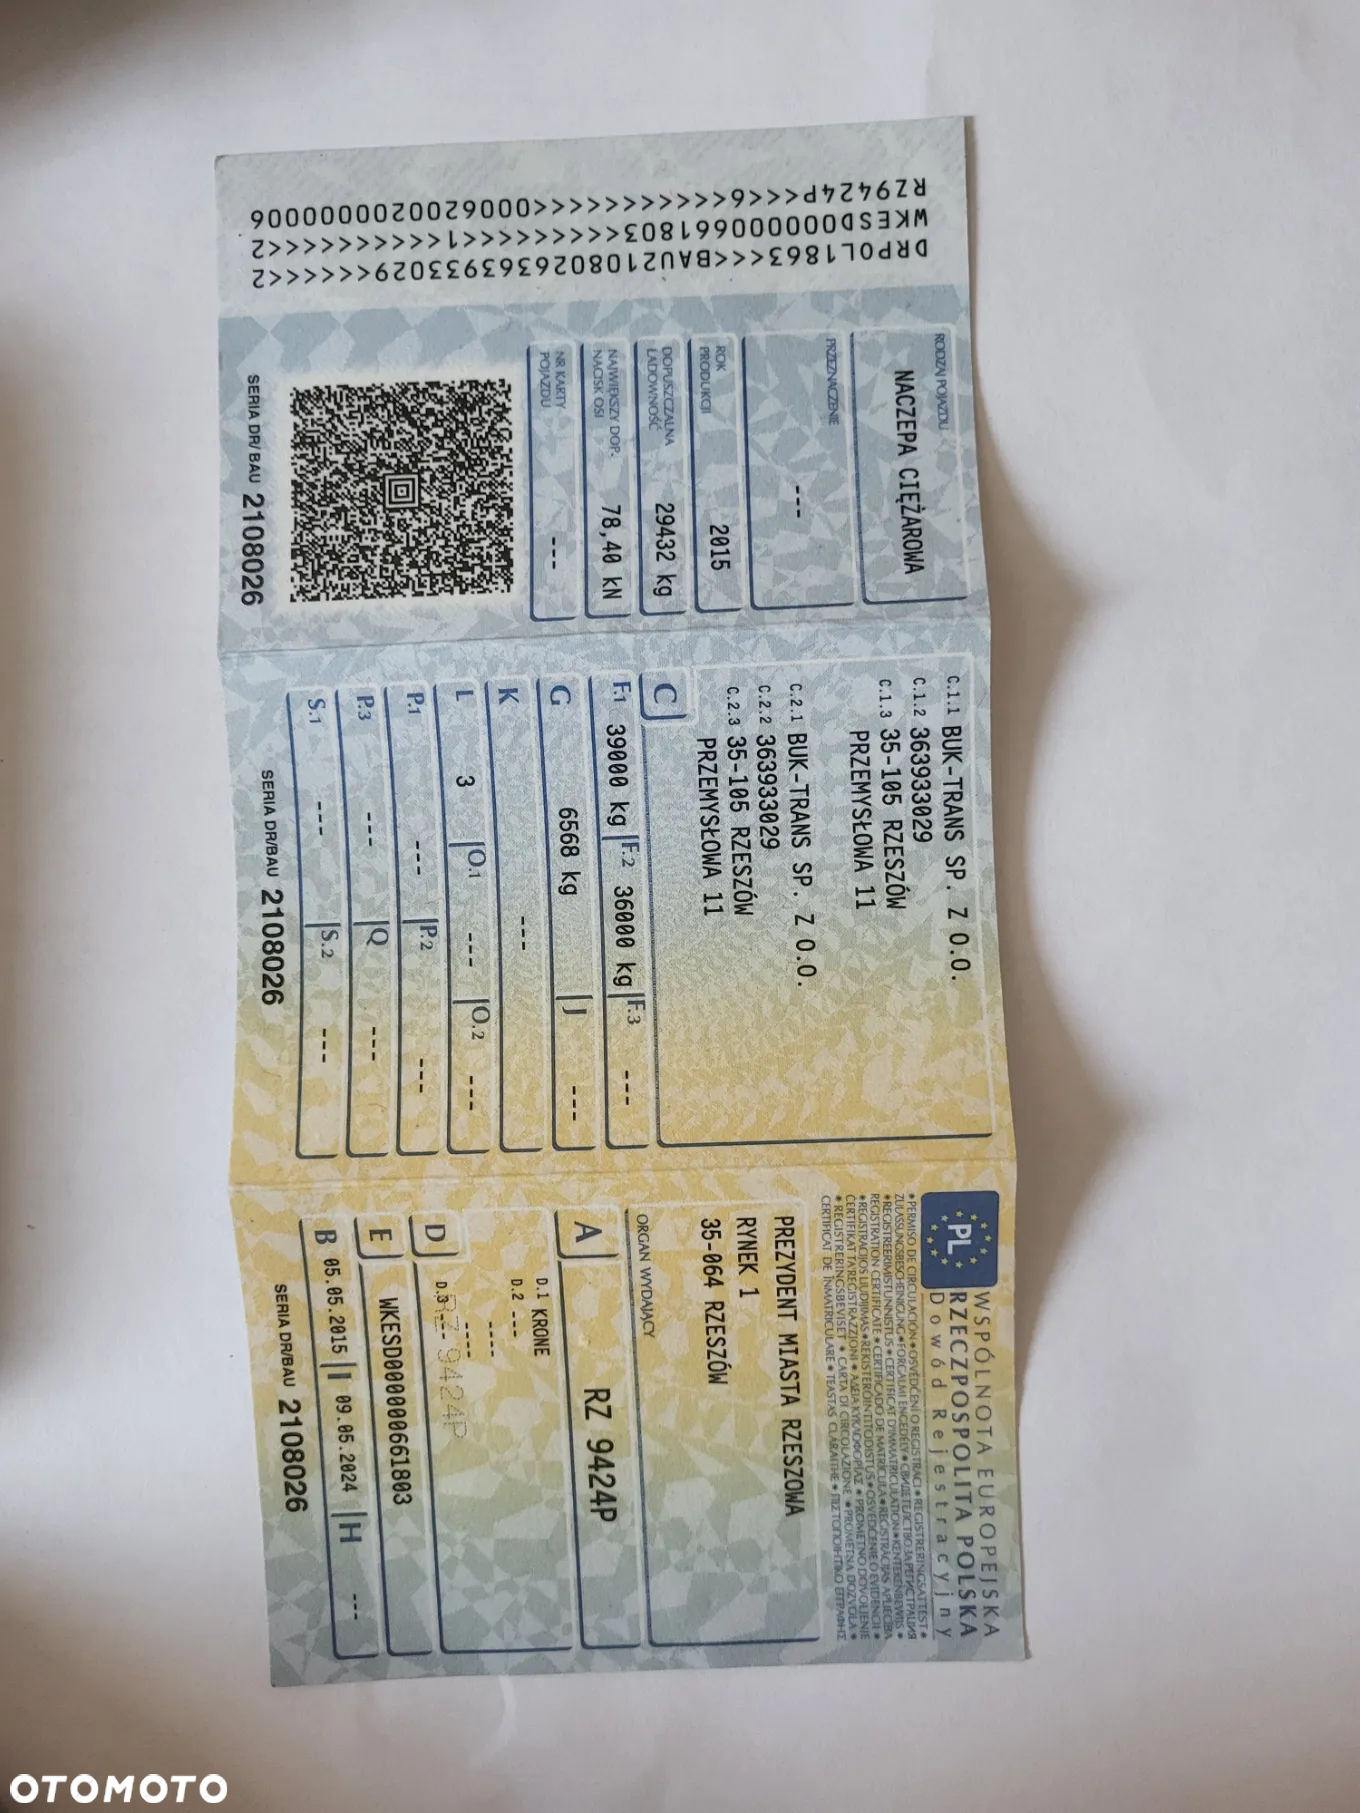 WSPÓLNOTA EUROPEJSKA
RZECZPOSPOLITA POLSKA
Dowód Rejestracyjny
PL
PREZYDENT MIASTA RZESZOWA
RYNEK 1
35-064 RZESZÓW
ORGAN WYDAJĄCY
A RZ 9424P
D.1 KRONE
D.2 ---
----
----
D D.3 ---
RZ 9424P
E WKESD0000000661803
B 05.05.2015 I 09.05.2024 H ---
SERIA DR/BAU 2108026
C.1.1 BUK-TRANS SP. Z O.O.
C.1.2 363933029
C.1.3 35-105 RZESZÓW
PRZEMYSŁOWA 11
C.2.1 BUK-TRANS SP. Z O.O.
C.2.2 363933029
C.2.3 35-105 RZESZÓW
PRZEMYSŁOWA 11
C
F.1 39000 kg F.2 36000 kg F.3 ---
G 6568 kg J ---
K ---
L 3 O.1 --- O.2 ---
P.1 --- P.2 ---
P.3 --- Q ---
S.1 --- S.2 ---
SERIA DR/BAU 2108026
RODZAJ POJAZDU
NACZEPA CIĘŻAROWA
PRZEZNACZENIE
---
ROK
PRODUKCJI 2015
DOPUSZCZALNA
ŁADOWNOŚĆ 29432 kg
NAJWIĘKSZY DOP.
NACISK OSI 78,40 kN
NR KARTY
POJAZDU ---
SERIA DR/BAU 2108026
DRPOL1863<<<BAU2108026363933029<<<<<<2
WKESD0000000661803<<<<<<<<<1<<<<<<<<<2
RZ9424P<<<6<<<<<<<<<<<0006200200000006
OTOMOTO